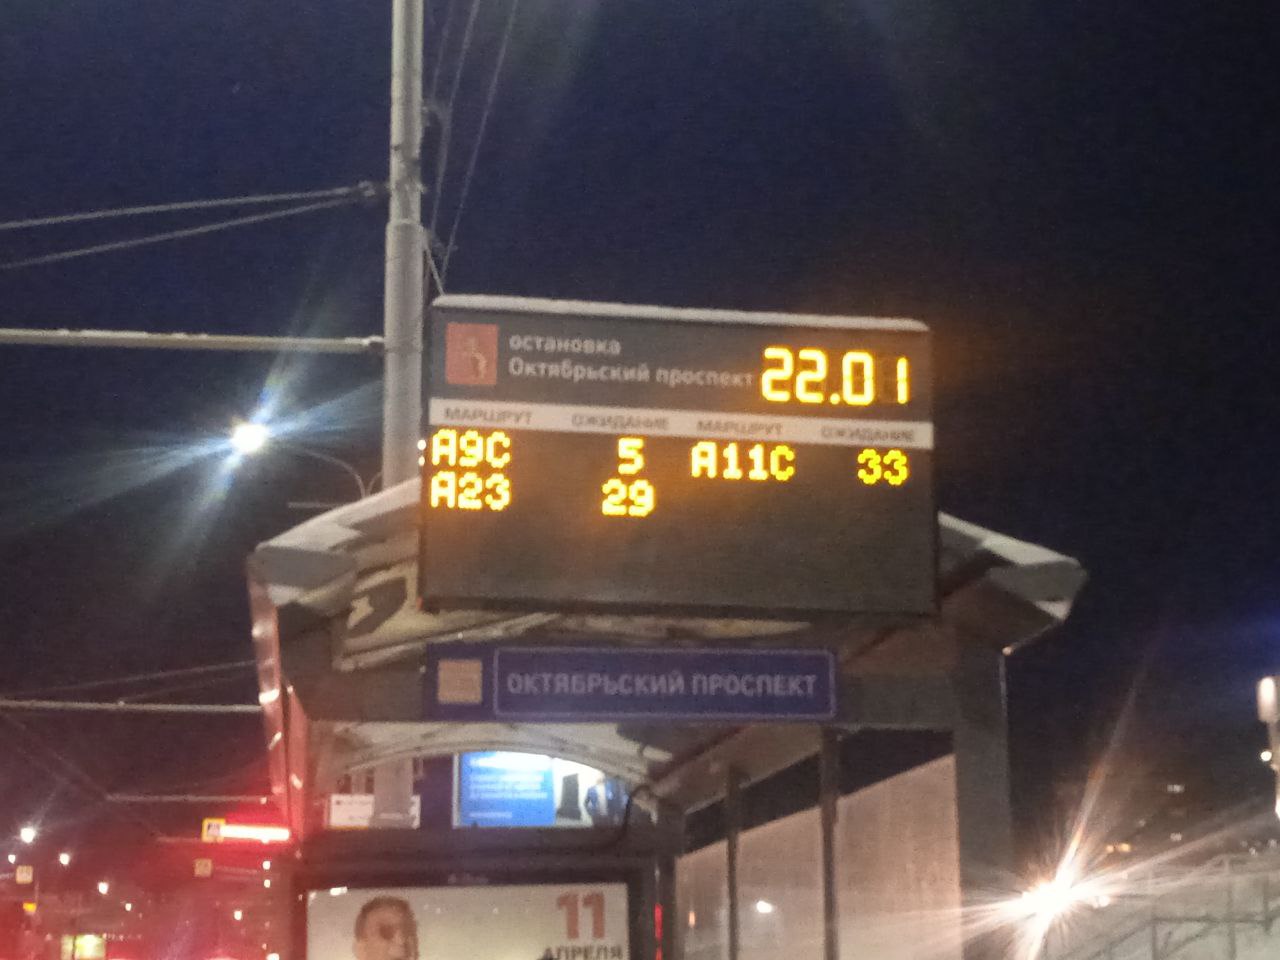 остановка
Октябрьский проспект
22.01
МАРШРУТ ОЖИДАНИЕ МАРШРУТ ОЖИДАНИЕ
А9С 5 А11С 33
А23 29
ОКТЯБРЬСКИЙ ПРОСПЕКТ
11
АПРЕЛЯ